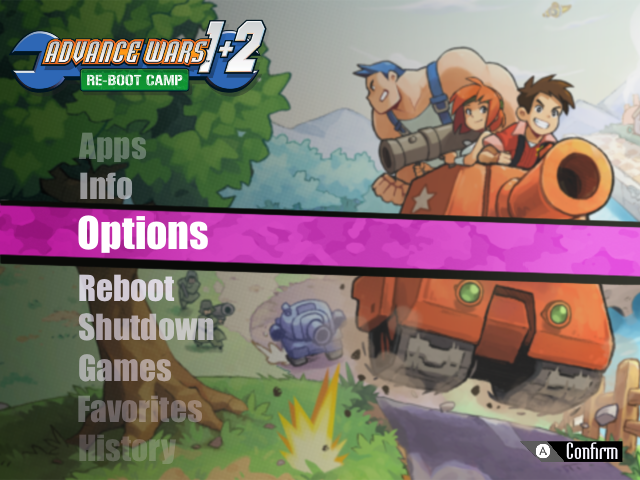 ADVANCE WARS 1+2
RE-BOOT CAMP
Apps
Info
Options
Reboot
Shutdown
Games
Favorites
History
A Confirm